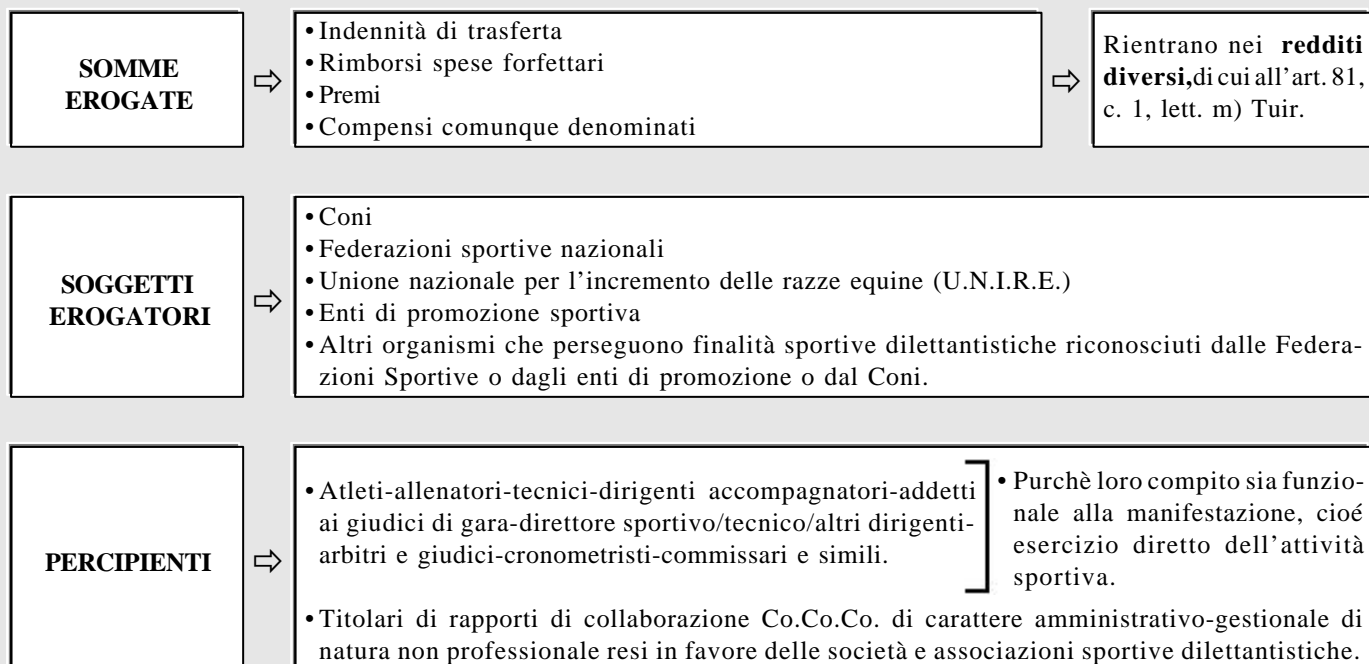 SOMME
EROGATE
• Indennità di trasferta
• Rimborsi spese forfettari
• Premi
• Compensi comunque denominati
Rientrano nei redditi
diversi,di cui all'art. 81,
c. 1, lett. m) Tuir.
SOGGETTI
EROGATORI
• Coni
• Federazioni sportive nazionali
• Unione nazionale per l'incremento delle razze equine (U.N.I.R.E.)
• Enti di promozione sportiva
• Altri organismi che perseguono finalità sportive dilettantistiche riconosciuti dalle Federa-
zioni Sportive o dagli enti di promozione o dal Coni.
PERCIPIENTI
• Atleti-allenatori-tecnici-dirigenti accompagnatori-addetti
ai giudici di gara-direttore sportivo/tecnico/altri dirigenti-
arbitri e giudici-cronometristi-commissari e simili.
• Purchè loro compito sia funzio-
nale alla manifestazione, cioé
esercizio diretto dell'attività
sportiva.
• Titolari di rapporti di collaborazione Co.Co.Co. di carattere amministrativo-gestionale di
natura non professionale resi in favore delle società e associazioni sportive dilettantistiche.